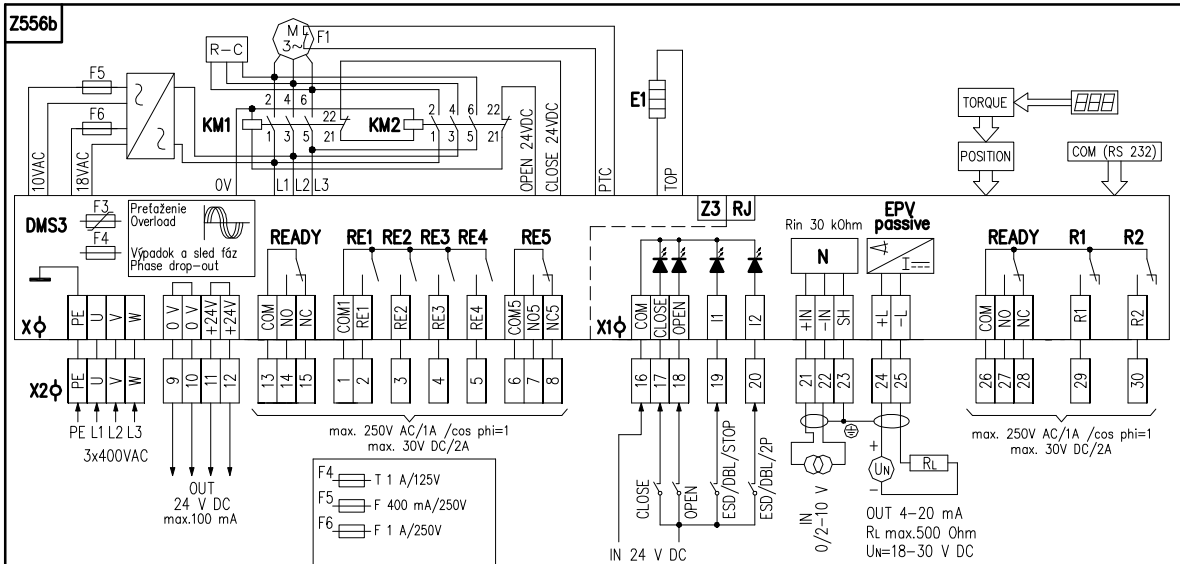 Z556b
R-C
M
3~
F1
F5
F6
2 4 6
22
KM1
1 3 5
21
KM2
2 4 6
22
1 3 5
21
E1
TORQUE
POSITION
COM (RS 232)
10VAC
18VAC
0V
L1 L2 L3
OPEN 24VDC
CLOSE 24VDC
PTC
TOP
DMS3
F3
F4
Preťaženie
Overload
Výpadok a sled fáz
Phase drop-out
READY
RE1 RE2 RE3 RE4
RE5
Z3 RJ
Rin 30 kOhm
N
EPV
passive
READY
R1
R2
X
PE U V W
0 V 0 V +24V +24V
COM NO NC
COM1 RE1 RE2 RE3 RE4
COM5 NO5 NC5
X1
COM CLOSE OPEN I1 I2
+IN -IN SH
+L -L
COM NO NC R1 R2
X2
PE U V W
9 10 11 12
13 14 15
1 2 3 4 5
6 7 8
16 17 18 19 20
21 22 23
24 25
26 27 28 29 30
PE L1 L2 L3
3x400VAC
OUT
24 V DC
max.100 mA
max. 250V AC/1A /cos phi=1
max. 30V DC/2A
F4 T 1 A/125V
F5 F 400 mA/250V
F6 F 1 A/250V
CLOSE
OPEN
ESD/DBL/STOP
ESD/DBL/2P
IN 24 V DC
IN
0/2-10 V
+
UN
-
RL
OUT 4-20 mA
RL max.500 Ohm
UN=18-30 V DC
max. 250V AC/1A /cos phi=1
max. 30V DC/2A